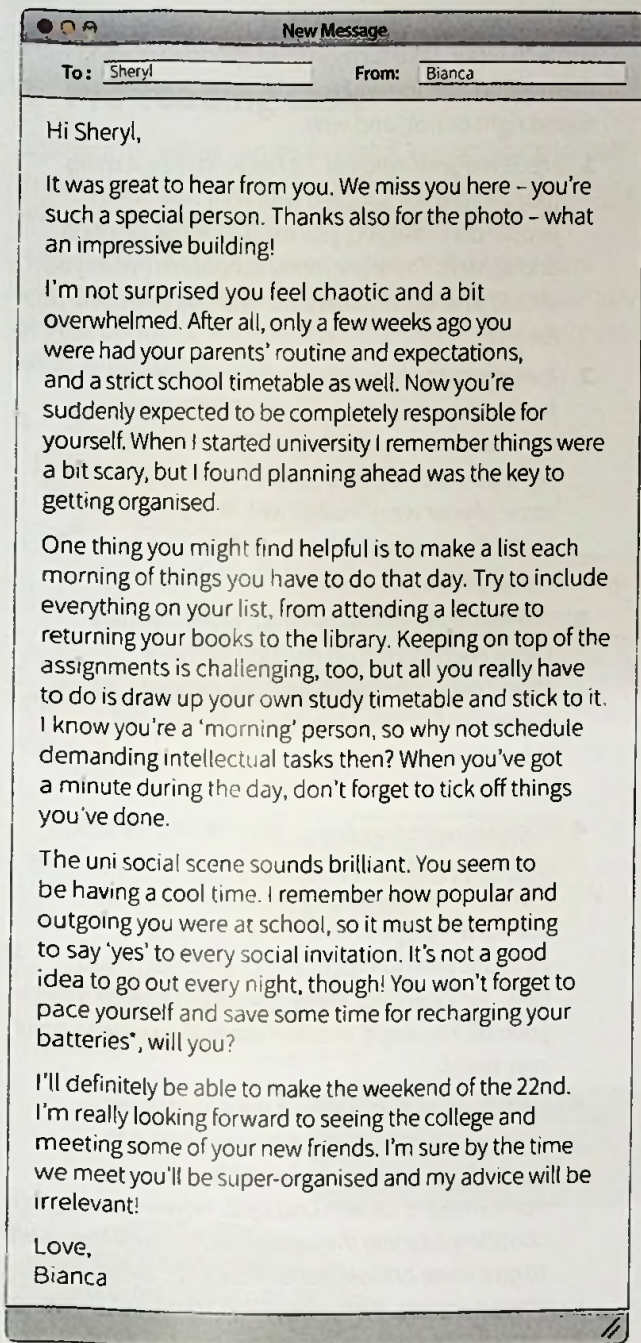 New Message
To: Sheryl From: Bianca
Hi Sheryl,
It was great to hear from you. We miss you here – you're
such a special person. Thanks also for the photo – what
an impressive building!
I'm not surprised you feel chaotic and a bit
overwhelmed. After all, only a few weeks ago you
were had your parents' routine and expectations,
and a strict school timetable as well. Now you're
suddenly expected to be completely responsible for
yourself. When I started university I remember things were
a bit scary, but I found planning ahead was the key to
getting organised.
One thing you might find helpful is to make a list each
morning of things you have to do that day. Try to include
everything on your list, from attending a lecture to
returning your books to the library. Keeping on top of the
assignments is challenging, too, but all you really have
to do is draw up your own study timetable and stick to it.
I know you're a 'morning' person, so why not schedule
demanding intellectual tasks then? When you've got
a minute during the day, don't forget to tick off things
you've done.
The uni social scene sounds brilliant. You seem to
be having a cool time. I remember how popular and
outgoing you were at school, so it must be tempting
to say 'yes' to every social invitation. It's not a good
idea to go out every night, though! You won't forget to
pace yourself and save some time for recharging your
batteries*, will you?
I'll definitely be able to make the weekend of the 22nd.
I'm really looking forward to seeing the college and
meeting some of your new friends. I'm sure by the time
we meet you'll be super-organised and my advice will be
irrelevant!
Love,
Bianca